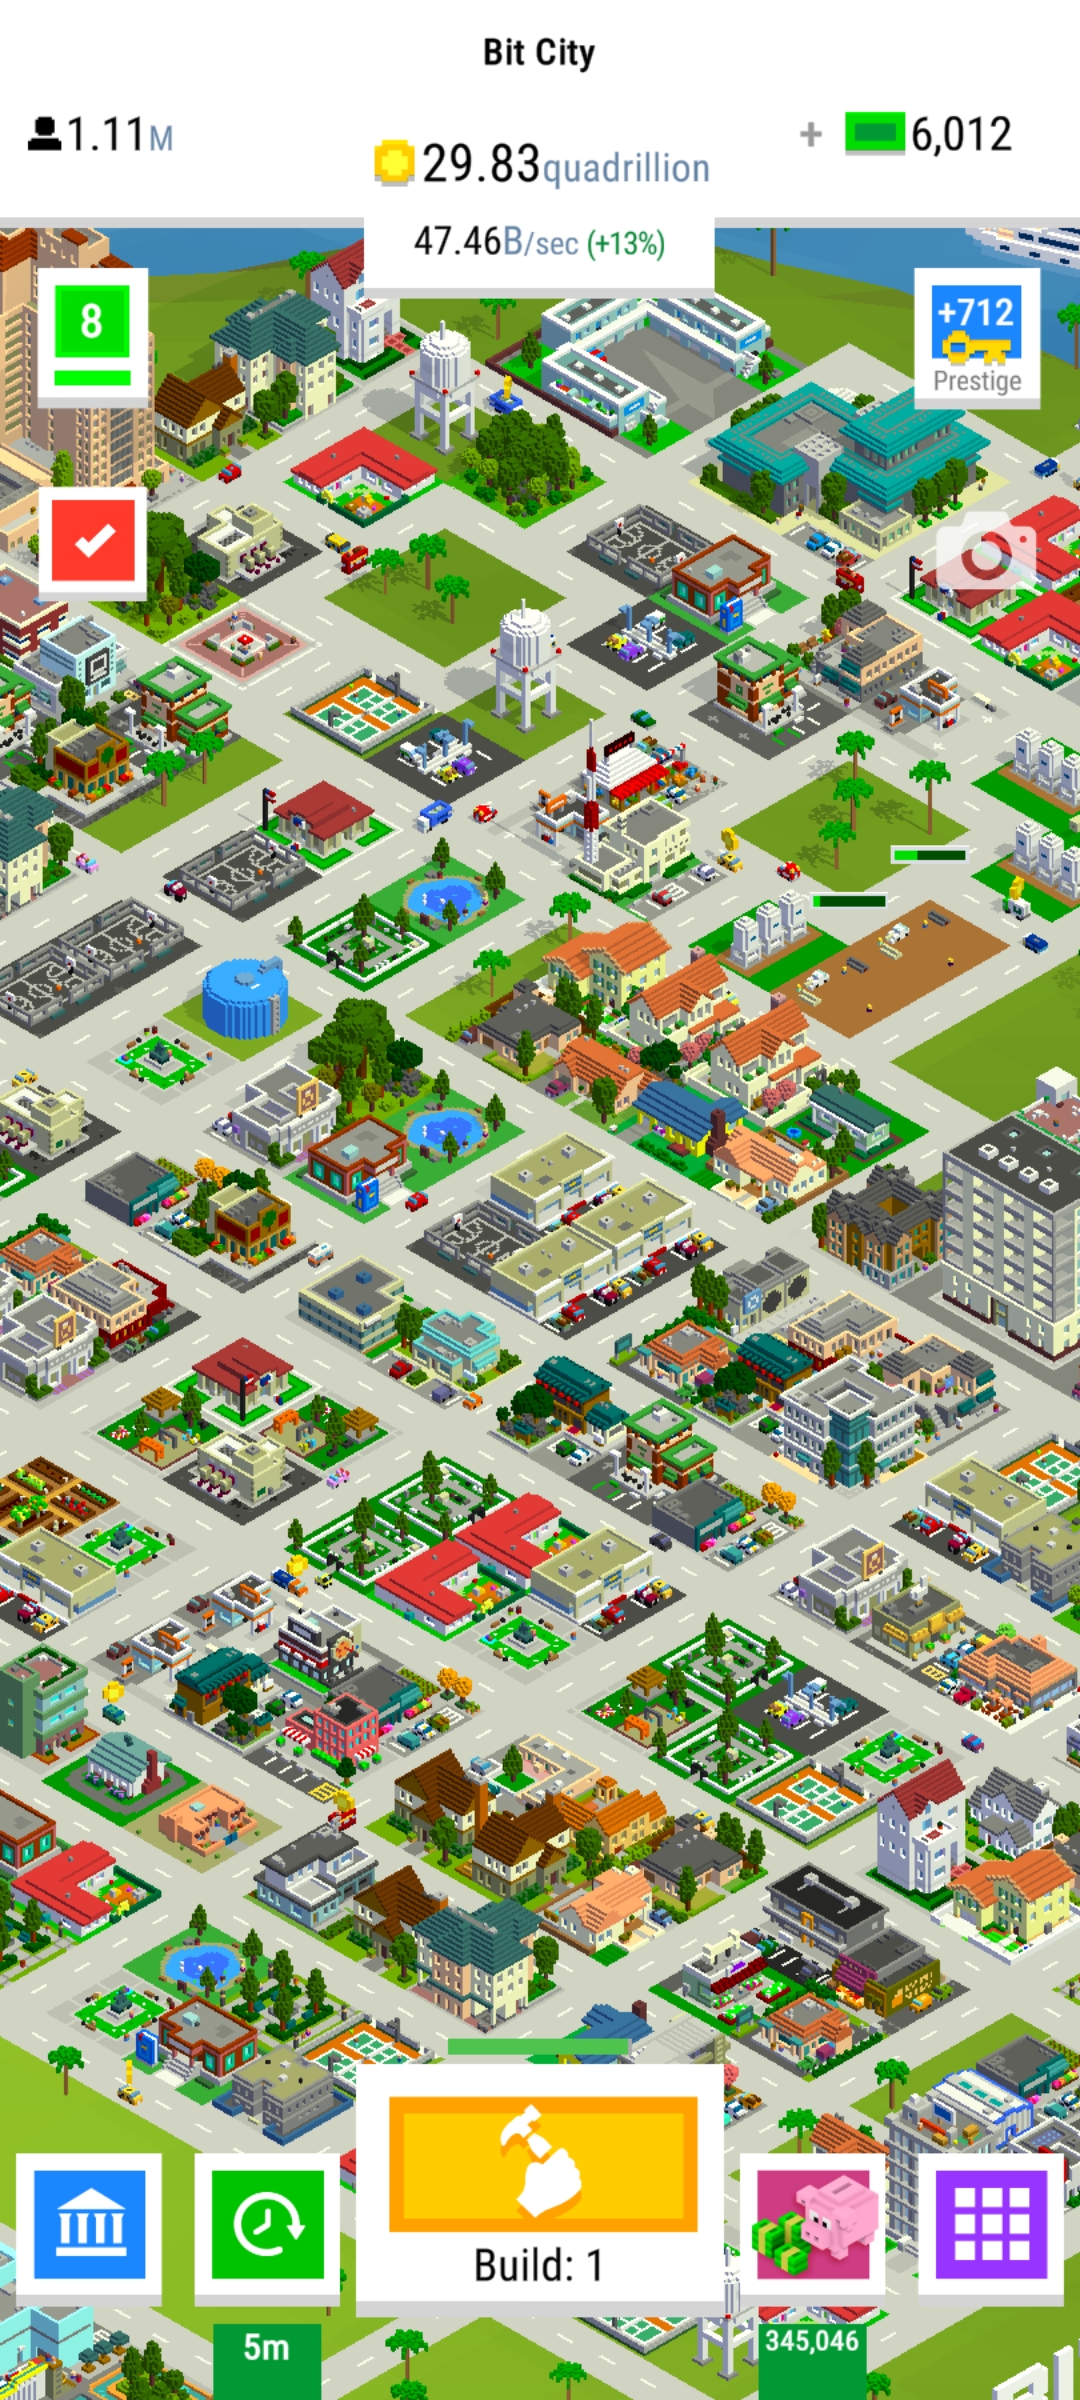 Bit City
1.11M
29.83quadrillion
+ 6,012
47.46B/sec (+13%)
8
+712
Prestige
Build: 1
5m
345,046